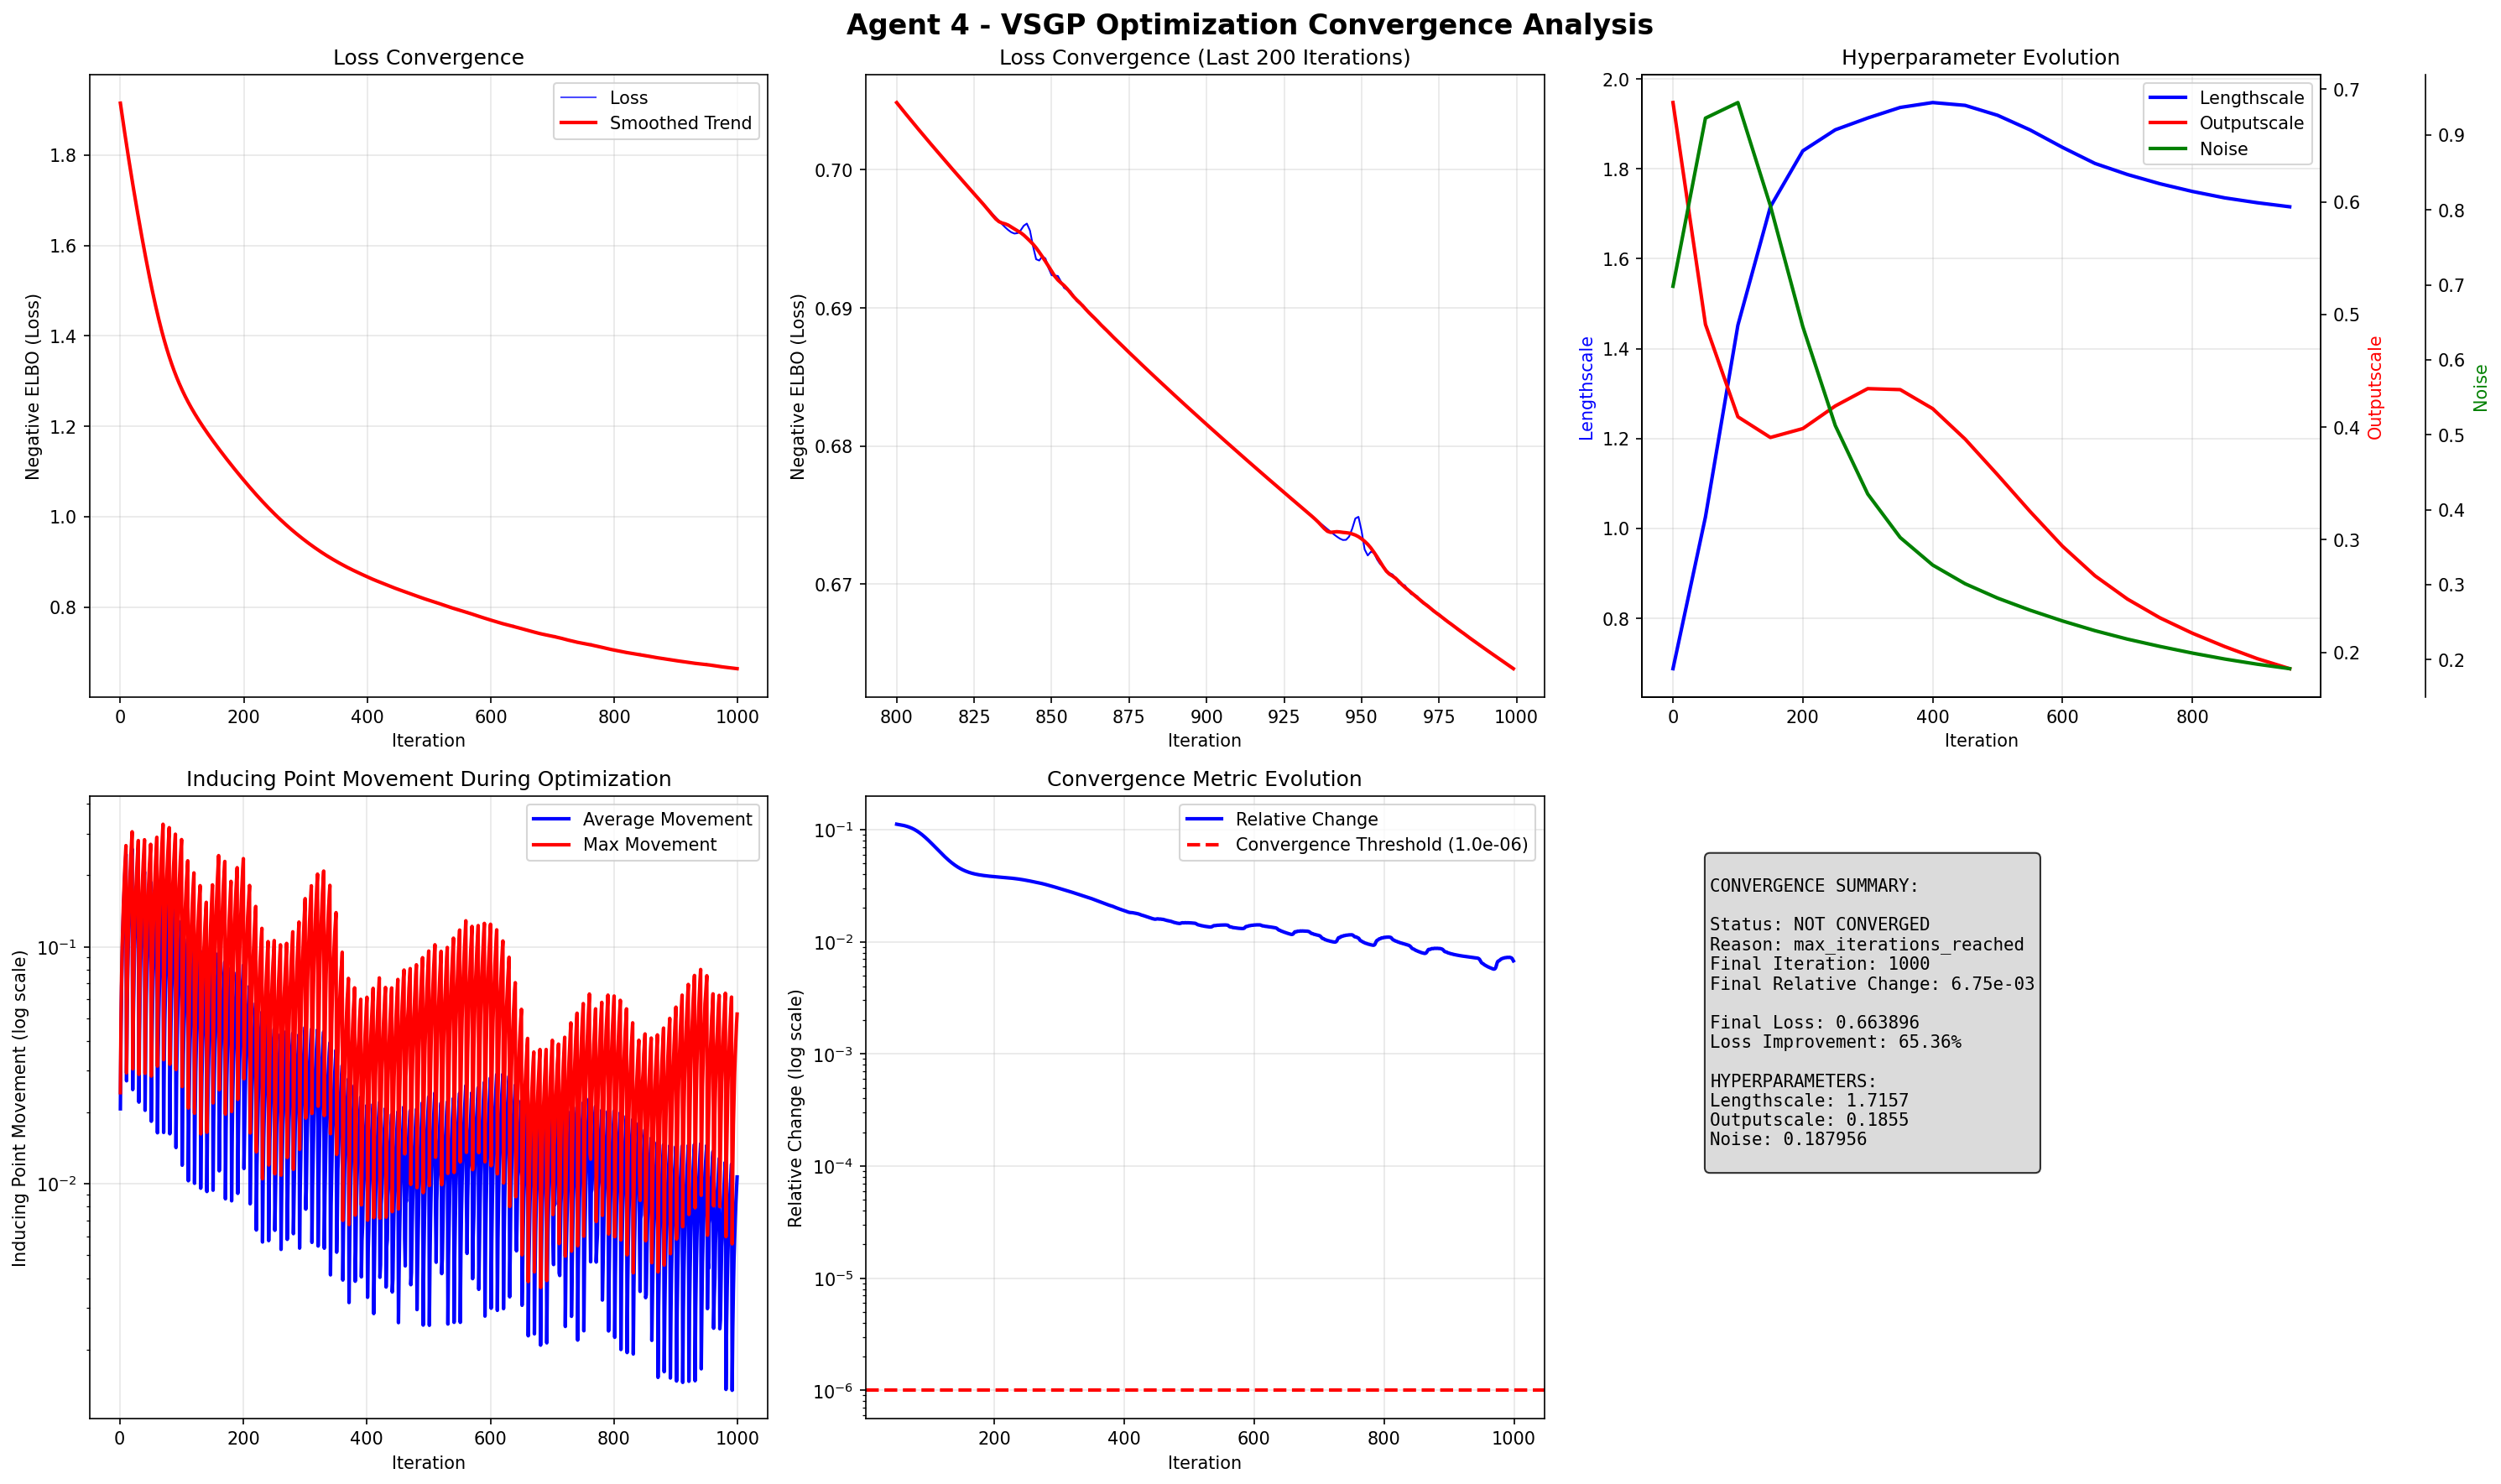 Agent 4 - VSGP Optimization Convergence Analysis
Loss Convergence
Loss
Smoothed Trend
1.8
1.6
1.4
1.2
1.0
0.8
Negative ELBO (Loss)
0 200 400 600 800 1000
Iteration
Loss Convergence (Last 200 Iterations)
0.70
0.69
0.68
0.67
Negative ELBO (Loss)
800 825 850 875 900 925 950 975 1000
Iteration
Hyperparameter Evolution
Lengthscale
Outputscale
Noise
2.0
1.8
1.6
1.4
1.2
1.0
0.8
Lengthscale
0.7
0.6
0.5
0.4
0.3
0.2
Outputscale
0.9
0.8
0.7
0.6
0.5
0.4
0.3
0.2
Noise
0 200 400 600 800
Iteration
Inducing Point Movement During Optimization
Average Movement
Max Movement
10⁻¹
10⁻²
Inducing Point Movement (log scale)
0 200 400 600 800 1000
Iteration
Convergence Metric Evolution
Relative Change
Convergence Threshold (1.0e-06)
10⁻¹
10⁻²
10⁻³
10⁻⁴
10⁻⁵
10⁻⁶
Relative Change (log scale)
200 400 600 800 1000
Iteration
CONVERGENCE SUMMARY:
Status: NOT CONVERGED
Reason: max_iterations_reached
Final Iteration: 1000
Final Relative Change: 6.75e-03
Final Loss: 0.663896
Loss Improvement: 65.36%
HYPERPARAMETERS:
Lengthscale: 1.7157
Outputscale: 0.1855
Noise: 0.187956